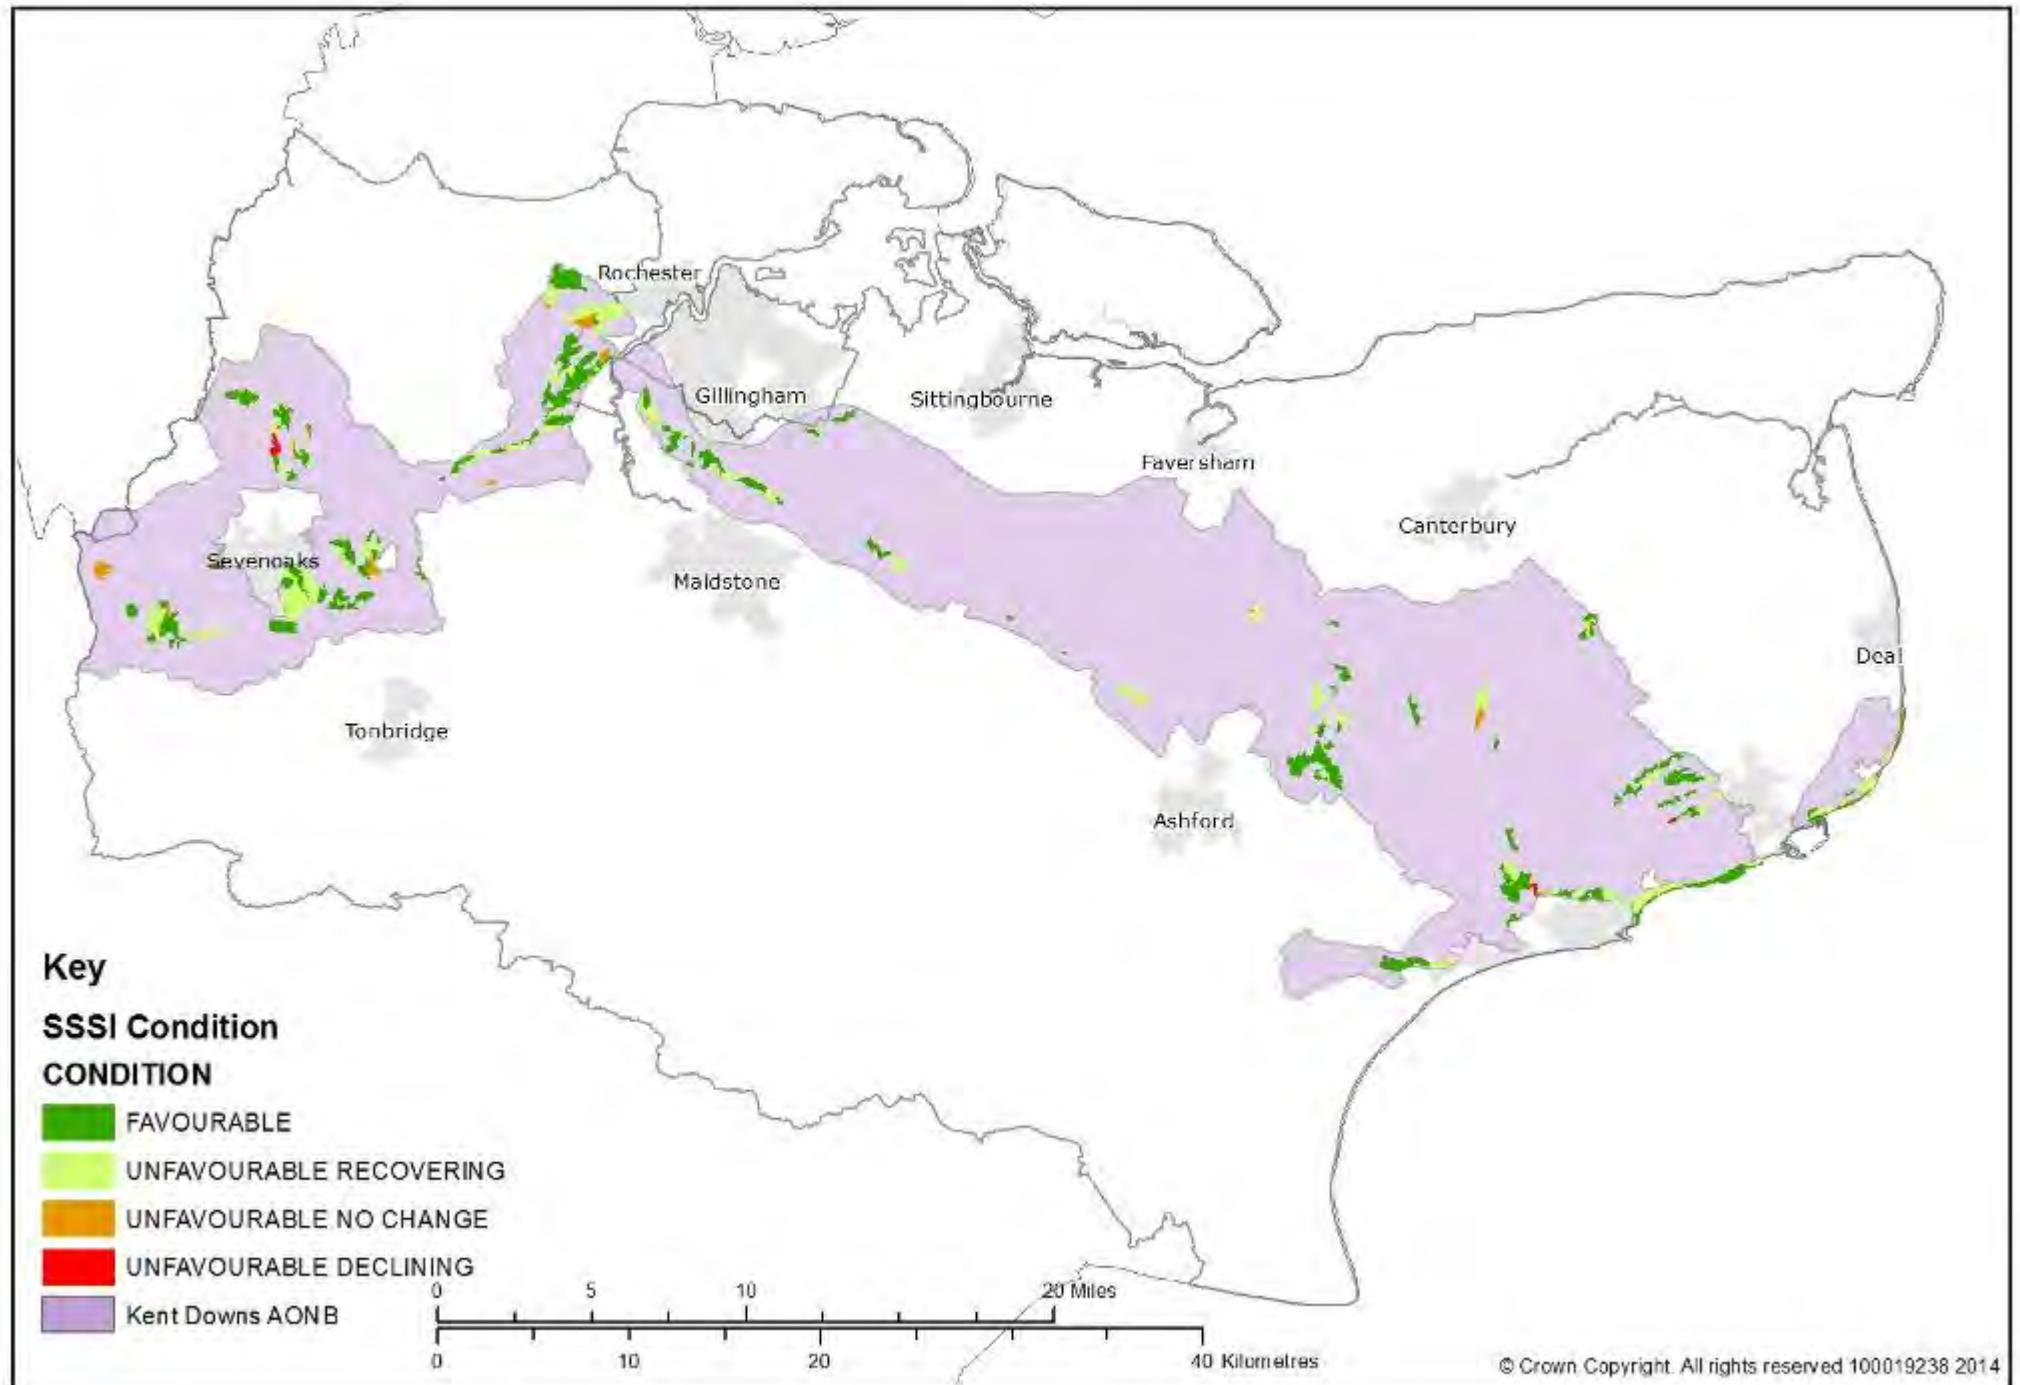 Rochester
Gillingham
Sittingbourne
Faversham
Canterbury
Sevenoaks
Maidstone
Deal
Tonbridge
Ashford
Key
SSSI Condition
CONDITION
FAVOURABLE
UNFAVOURABLE RECOVERING
UNFAVOURABLE NO CHANGE
UNFAVOURABLE DECLINING
Kent Downs AONB
0 5 10 20 Miles
0 10 20 40 Kilometres
© Crown Copyright. All rights reserved 100019238 2014